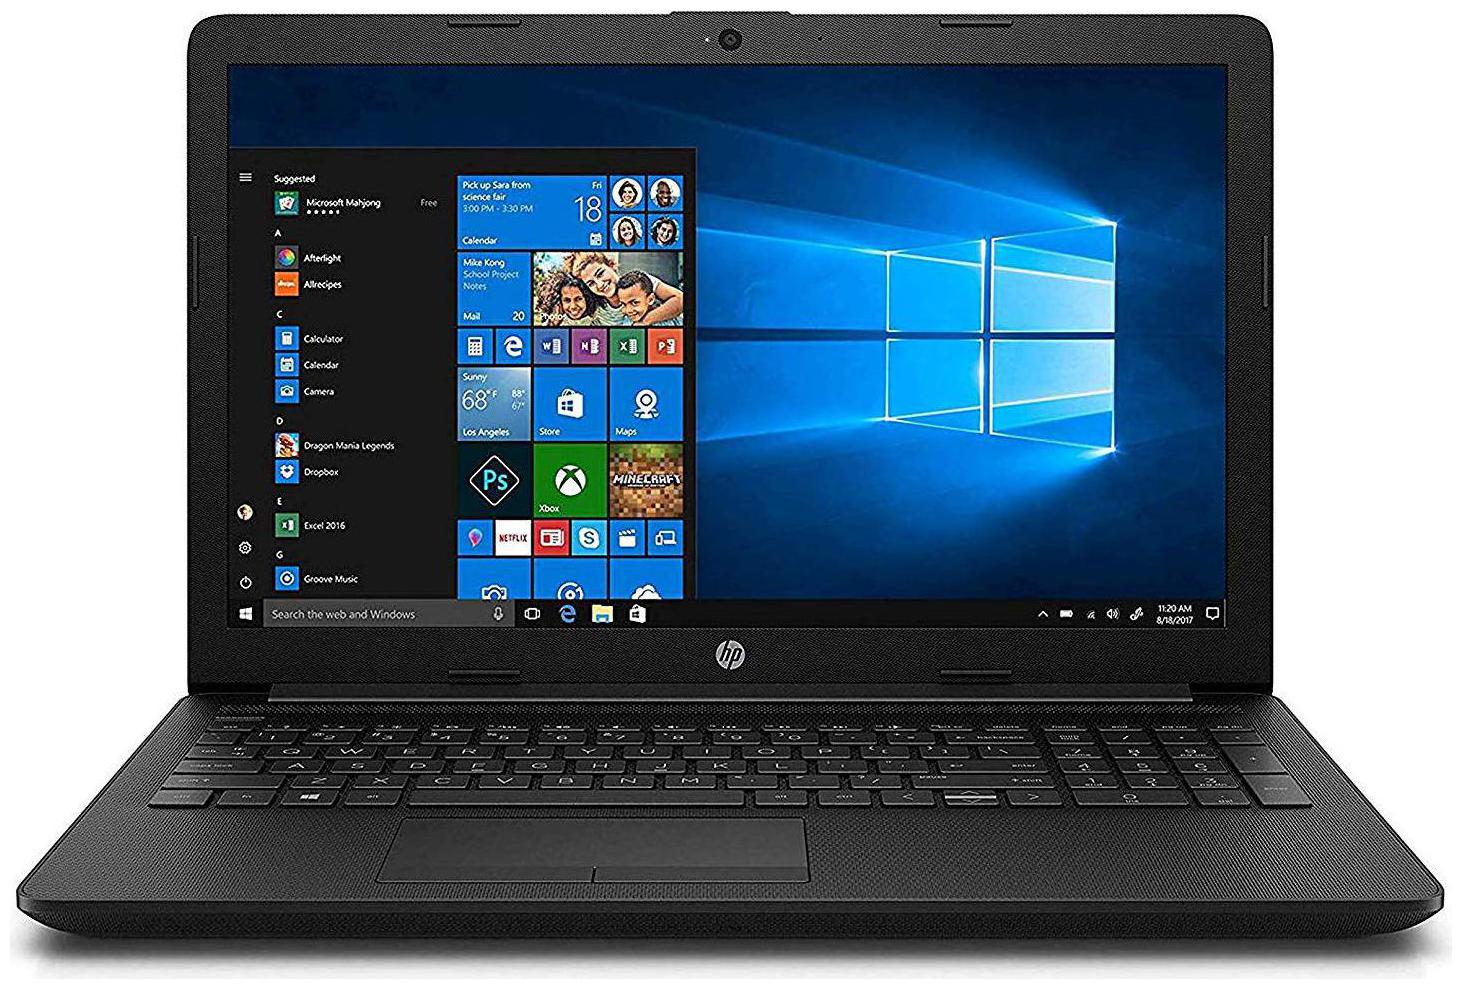 Suggested
Microsoft Mahjong Free
A
Afterlight
Allrecipes
C
Calculator
Calendar
Camera
D
Dragon Mania Legends
Dropbox
E
Excel 2016
G
Groove Music
Pick up Sara from
science fair
3:00 PM - 3:30 PM
Fri
18
Calendar
Mike Kong
School Project
Notes
Mail 20
Photos
Sunny
68°F 88°
67°
Los Angeles
Store
Maps
Ps
Xbox
MINECRAFT
NETFLIX
Search the web and Windows
11:20 AM
8/18/2017
hp
Q W E R T Y U I O P
A S D F G H J K L
Z X C V B N M